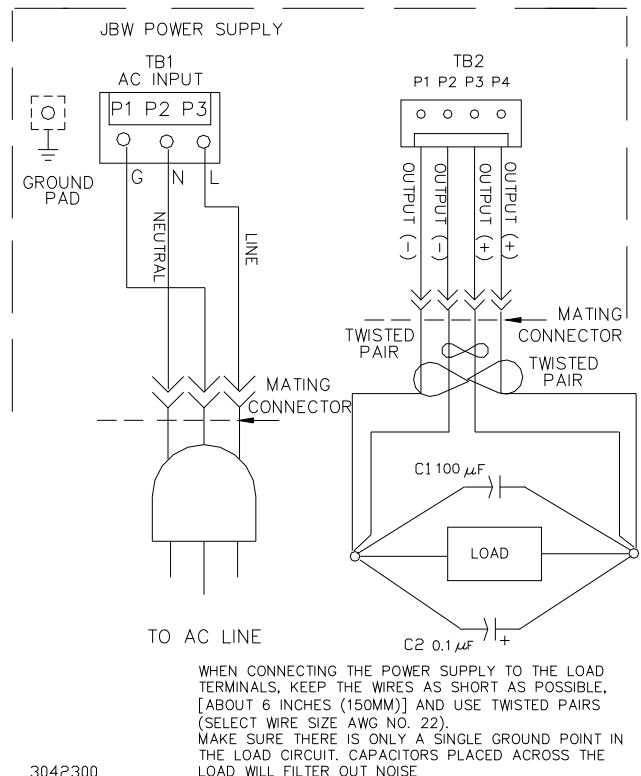 JBW POWER SUPPLY
TB1
AC INPUT
P1 P2 P3
GROUND
PAD
G N L
NEUTRAL
LINE
MATING
CONNECTOR
TO AC LINE
TB2
P1 P2 P3 P4
OUTPUT (-)
OUTPUT (-)
OUTPUT (+)
OUTPUT (+)
MATING
CONNECTOR
TWISTED
PAIR
TWISTED
PAIR
C1 100 μF
LOAD
C2 0.1 μF +
WHEN CONNECTING THE POWER SUPPLY TO THE LOAD
TERMINALS, KEEP THE WIRES AS SHORT AS POSSIBLE,
[ABOUT 6 INCHES (150MM)] AND USE TWISTED PAIRS
(SELECT WIRE SIZE AWG NO. 22).
MAKE SURE THERE IS ONLY A SINGLE GROUND POINT IN
THE LOAD CIRCUIT. CAPACITORS PLACED ACROSS THE
LOAD WILL FILTER OUT NOISE
3042300